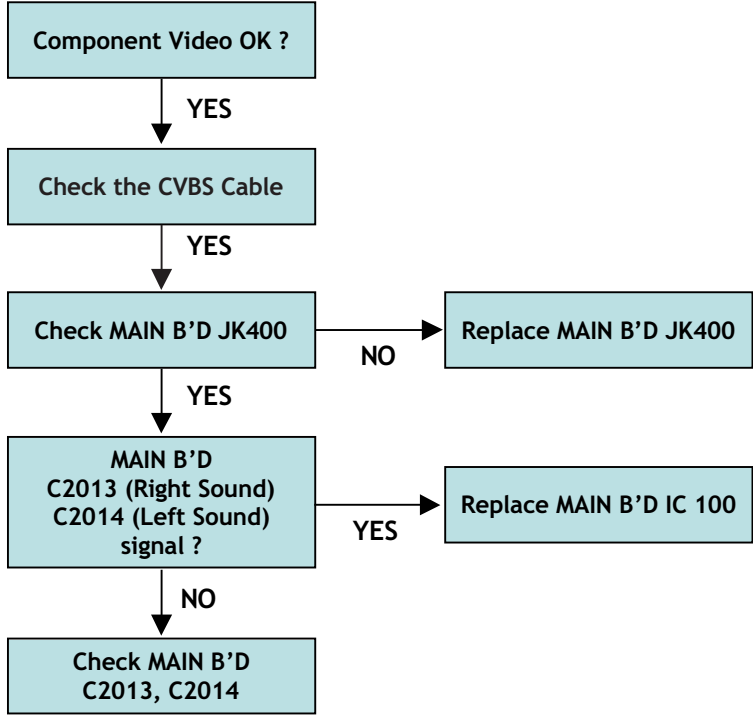 Component Video OK ?
YES
Check the CVBS Cable
YES
Check MAIN B’D JK400
NO
Replace MAIN B’D JK400
YES
MAIN B’D
C2013 (Right Sound)
C2014 (Left Sound)
signal ?
YES
Replace MAIN B’D IC 100
NO
Check MAIN B’D
C2013, C2014